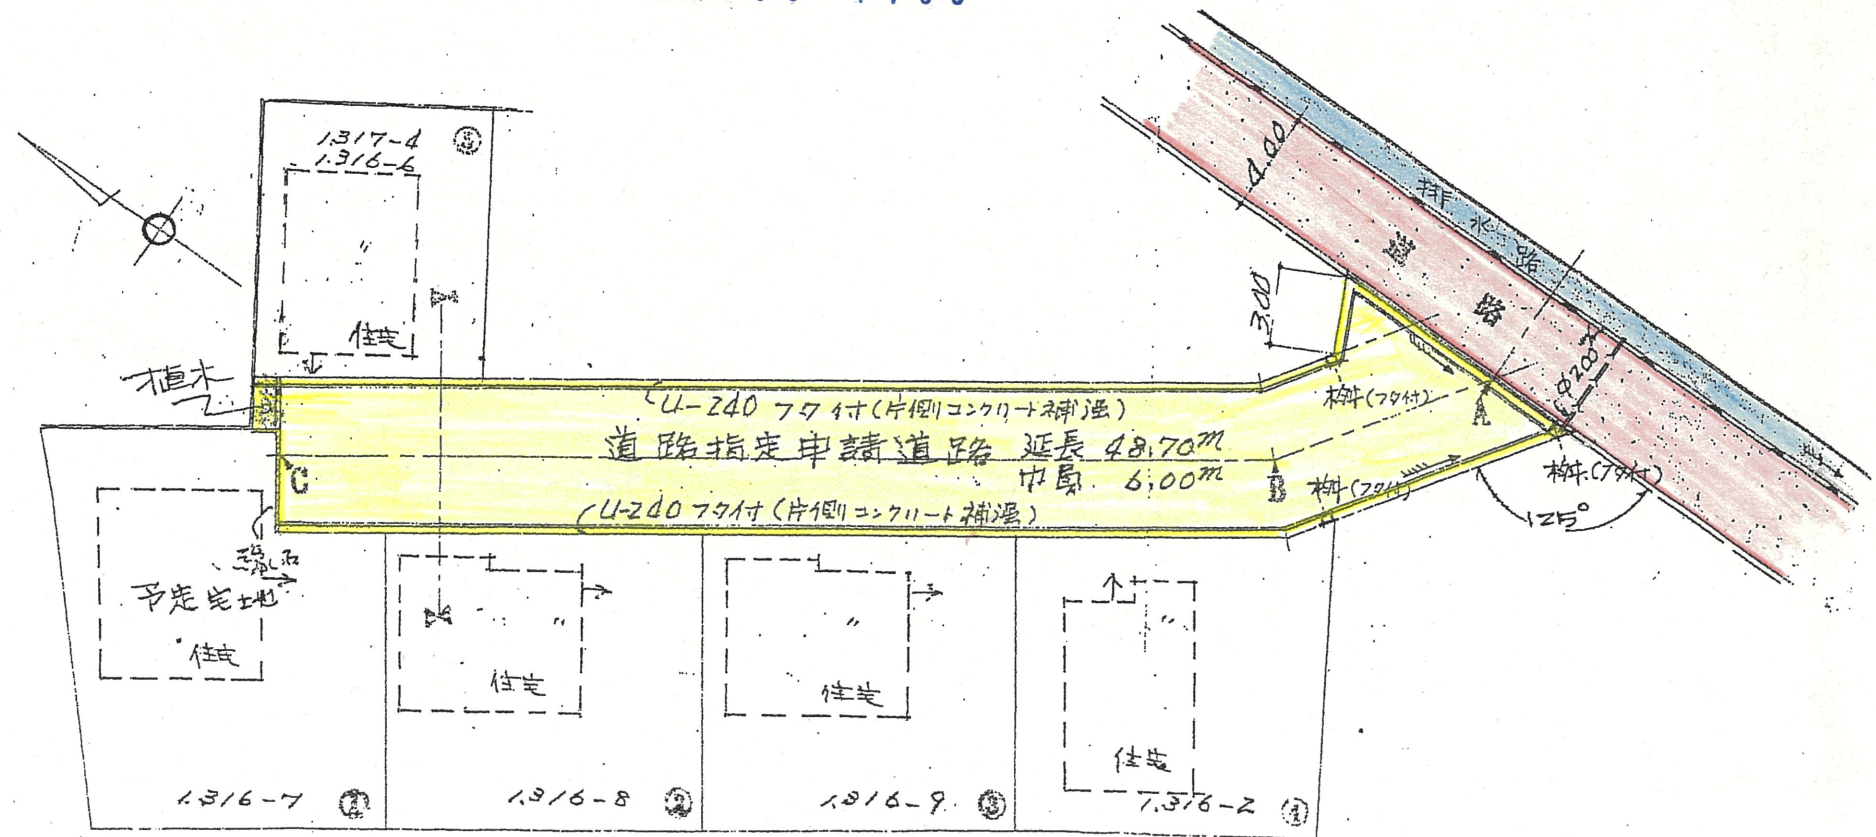 1,317-4
1,316-6
〃
住宅
植木
4.00
排水路
道路
3.00
φ200
U-240 フタ付(片側コンクリート補強)
桝(フタ付)
A
道路指定申請道路 延長 48.70m
巾員 6.00m
C
B
桝(フタ付)
桝(フタ付)
U-240 フタ付(片側コンクリート補強)
125°
予定宅地
住宅
〃
住宅
〃
住宅
〃
住宅
1,316-7
1,316-8 ②
1,316-9 ③
1,316-2